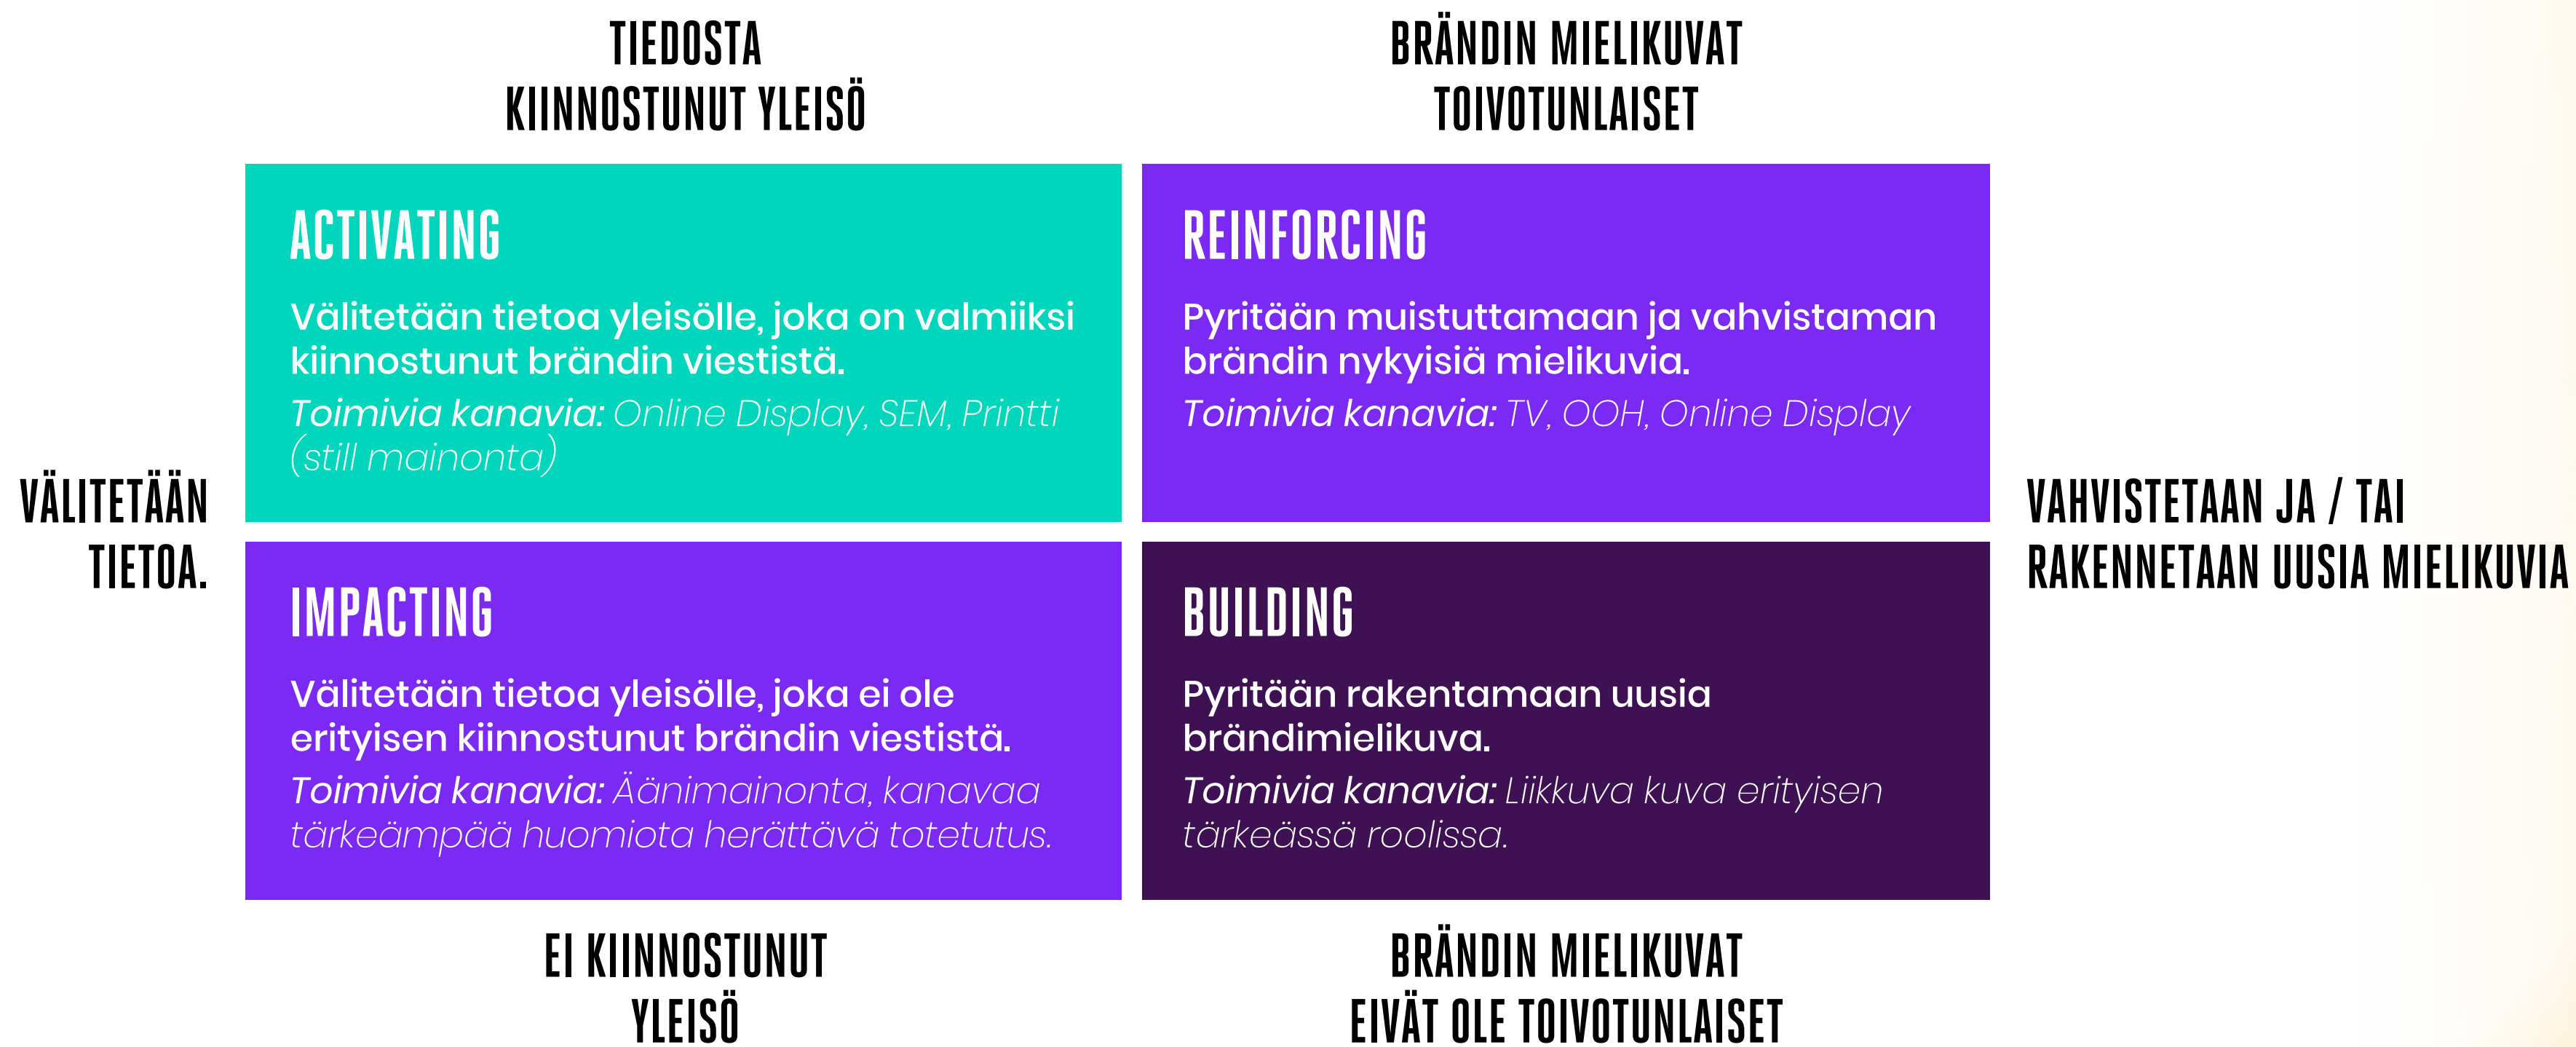 TIEDOSTA
KIINNOSTUNUT YLEISÖ
BRÄNDIN MIELIKUVAT
TOIVOTUNLAISET
VÄLITETÄÄN
TIETOA.
ACTIVATING
Välitetään tietoa yleisölle, joka on valmiiksi
kiinnostunut brändin viestistä.
Toimivia kanavia: Online Display, SEM, Printti
(still mainonta)
REINFORCING
Pyritään muistuttamaan ja vahvistaman
brändin nykyisiä mielikuvia.
Toimivia kanavia: TV, OOH, Online Display
IMPACTING
Välitetään tietoa yleisölle, joka ei ole
erityisen kiinnostunut brändin viestistä.
Toimivia kanavia: Äänimainonta, kanavaa
tärkeämpää huomiota herättävä totetutus.
BUILDING
Pyritään rakentamaan uusia
brändimielikuva.
Toimivia kanavia: Liikkuva kuva erityisen
tärkeässä roolissa.
VAHVISTETAAN JA / TAI
RAKENNETAAN UUSIA MIELIKUVIA
EI KIINNOSTUNUT
YLEISÖ
BRÄNDIN MIELIKUVAT
EIVÄT OLE TOIVOTUNLAISET